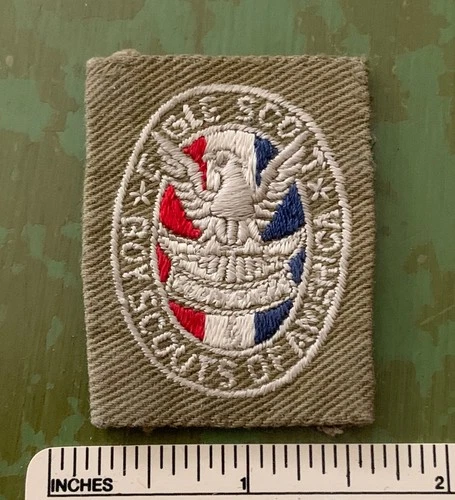 EAGLE SCOUT
BOY SCOUTS OF AMERICA
INCHES 1 2